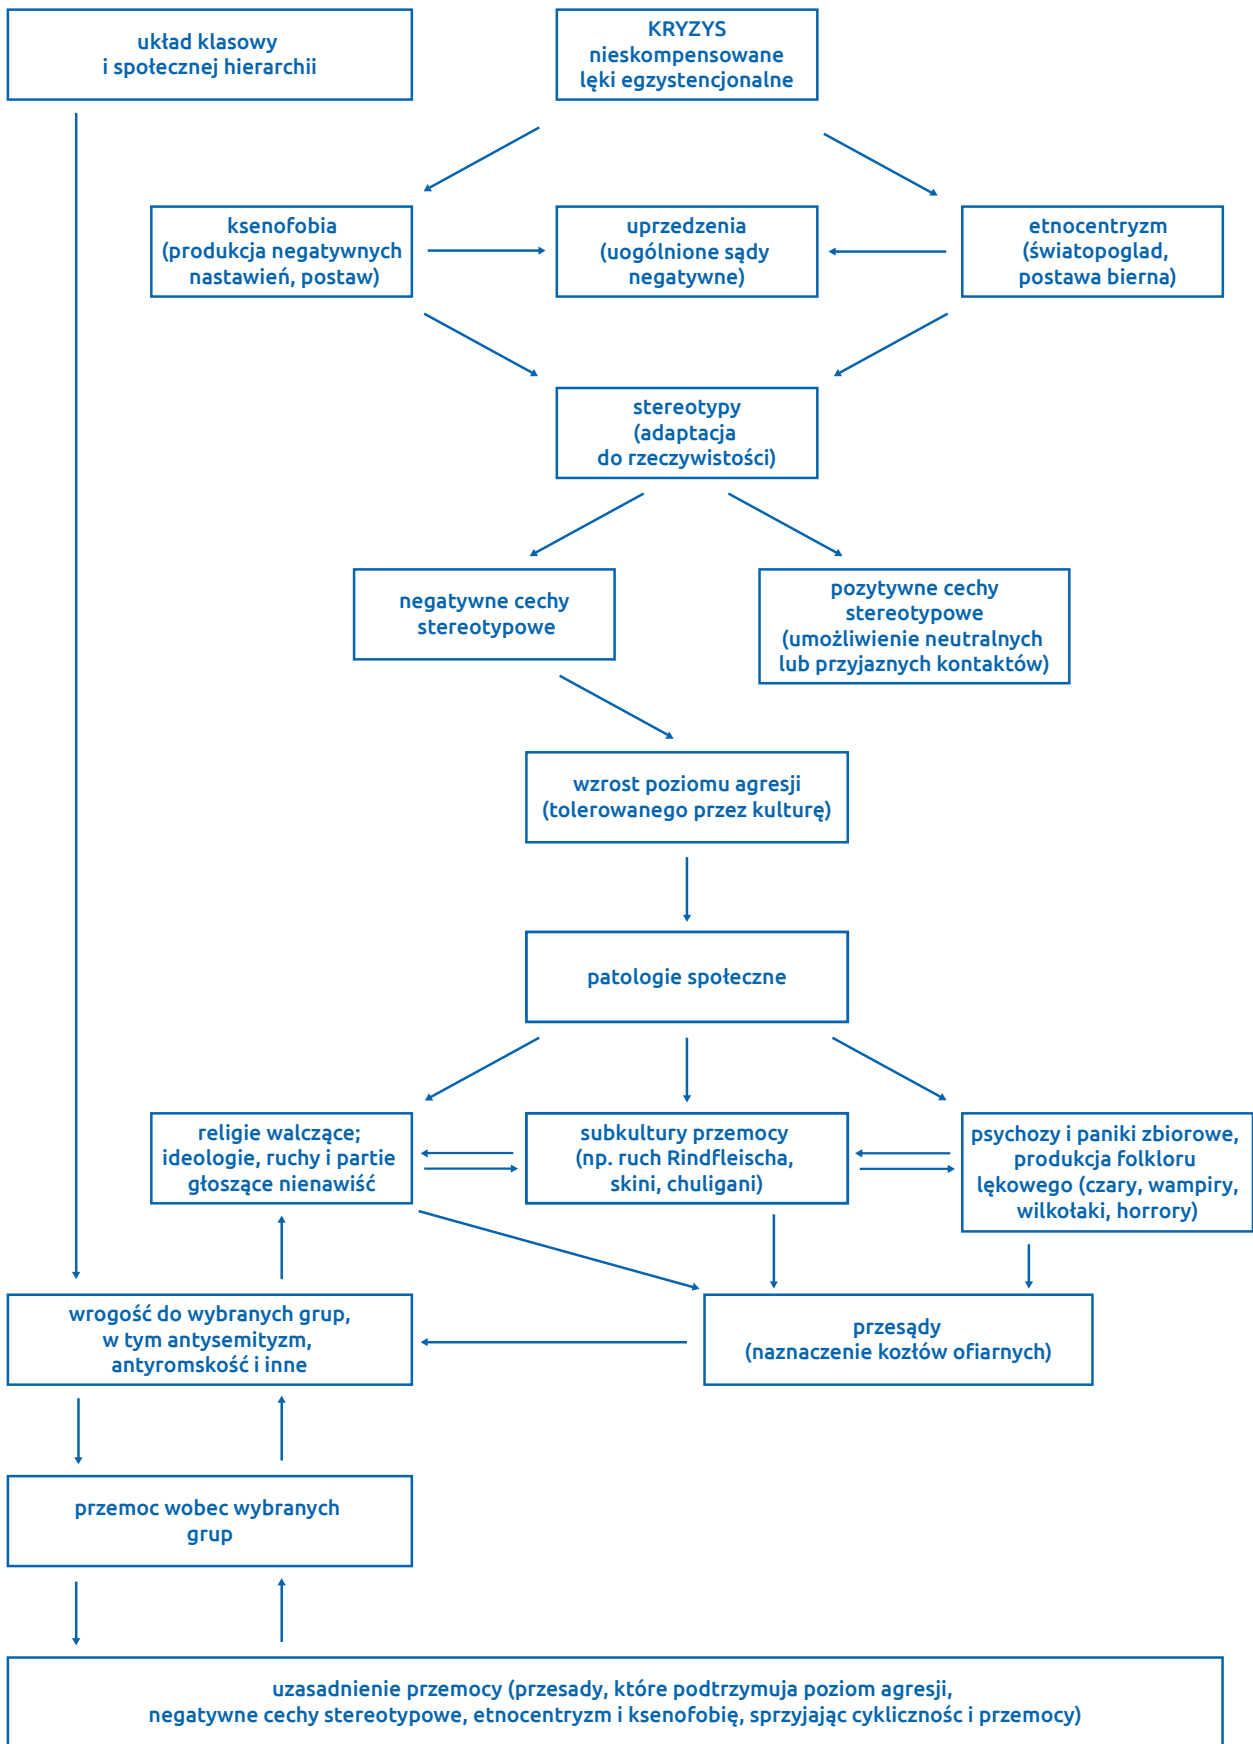 układ klasowy
i społecznej hierarchii
KRYZYS
nieskompensowane
lęki egzystencjonalne
ksenofobia
(produkcja negatywnych
nastawień, postaw)
uprzedzenia
(uogólnione sądy
negatywne)
etnocentryzm
(światopoglad,
postawa bierna)
stereotypy
(adaptacja
do rzeczywistości)
negatywne cechy
stereotypowe
pozytywne cechy
stereotypowe
(umożliwienie neutralnych
lub przyjaznych kontaktów)
wzrost poziomu agresji
(tolerowanego przez kulturę)
patologie społeczne
religie walczące;
ideologie, ruchy i partie
głoszące nienawiść
subkultury przemocy
(np. ruch Rindfleischa,
skini, chuligani)
psychozy i paniki zbiorowe,
produkcja folkloru
lękowego (czary, wampiry,
wilkołaki, horrory)
wrogość do wybranych grup,
w tym antysemityzm,
antyromskość i inne
przesądy
(naznaczenie kozłów ofiarnych)
przemoc wobec wybranych
grup
uzasadnienie przemocy (przesady, które podtrzymują poziom agresji,
negatywne cechy stereotypowe, etnocentryzm i ksenofobię, sprzyjając cyklicznośc i przemocy)